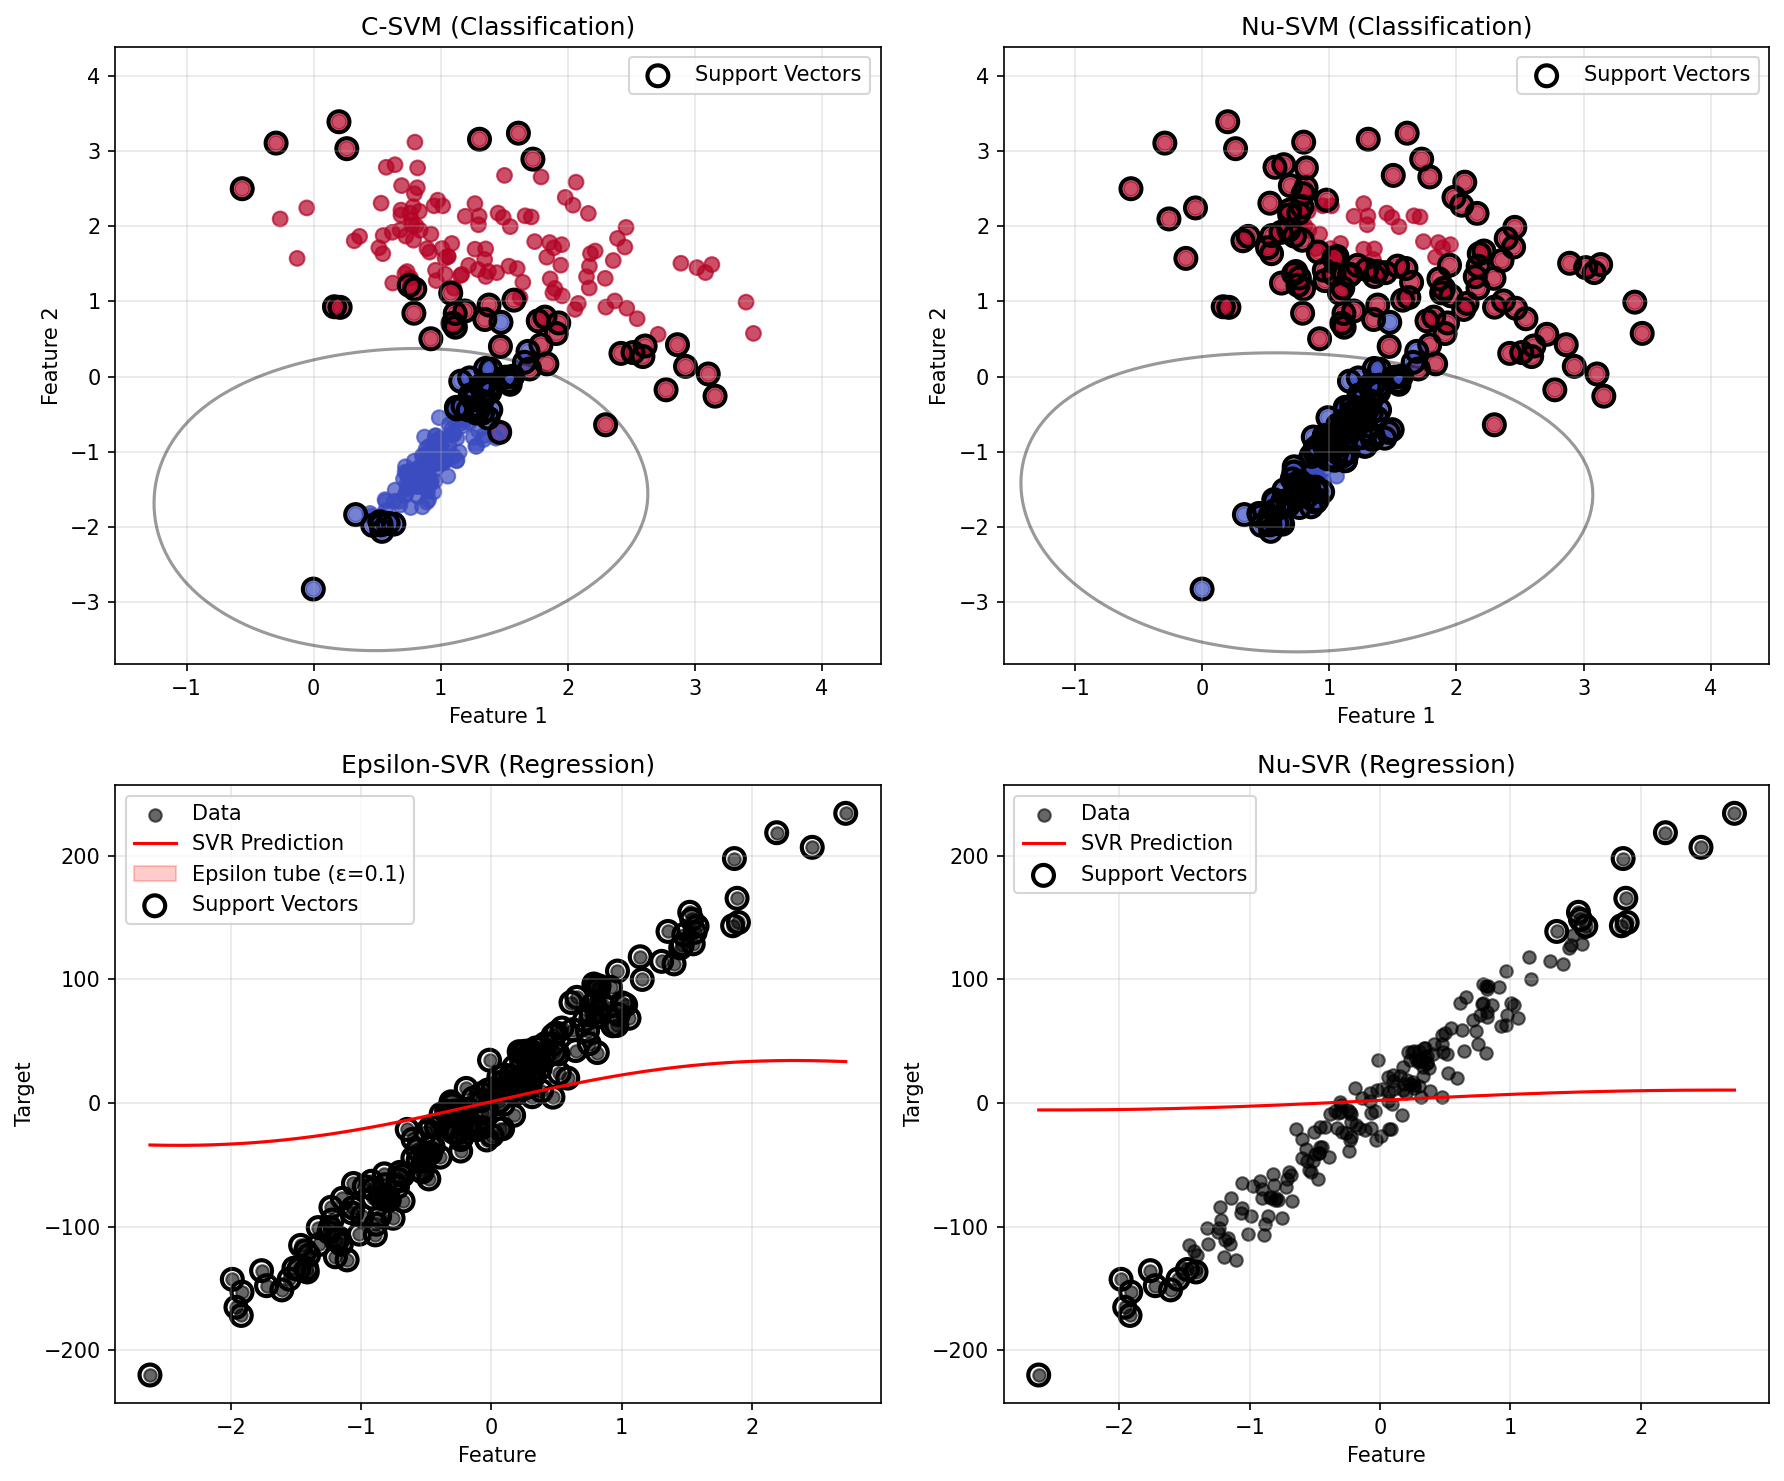 C-SVM (Classification)
Support Vectors
4
3
2
1
0
−1
−2
−3
−1
0
1
2
3
4
Feature 1
Feature 2
Nu-SVM (Classification)
Support Vectors
4
3
2
1
0
−1
−2
−3
−1
0
1
2
3
4
Feature 1
Feature 2
Epsilon-SVR (Regression)
Data
SVR Prediction
Epsilon tube (ε=0.1)
Support Vectors
200
100
0
−100
−200
−2
−1
0
1
2
Feature
Target
Nu-SVR (Regression)
Data
SVR Prediction
Support Vectors
200
100
0
−100
−200
−2
−1
0
1
2
Feature
Target